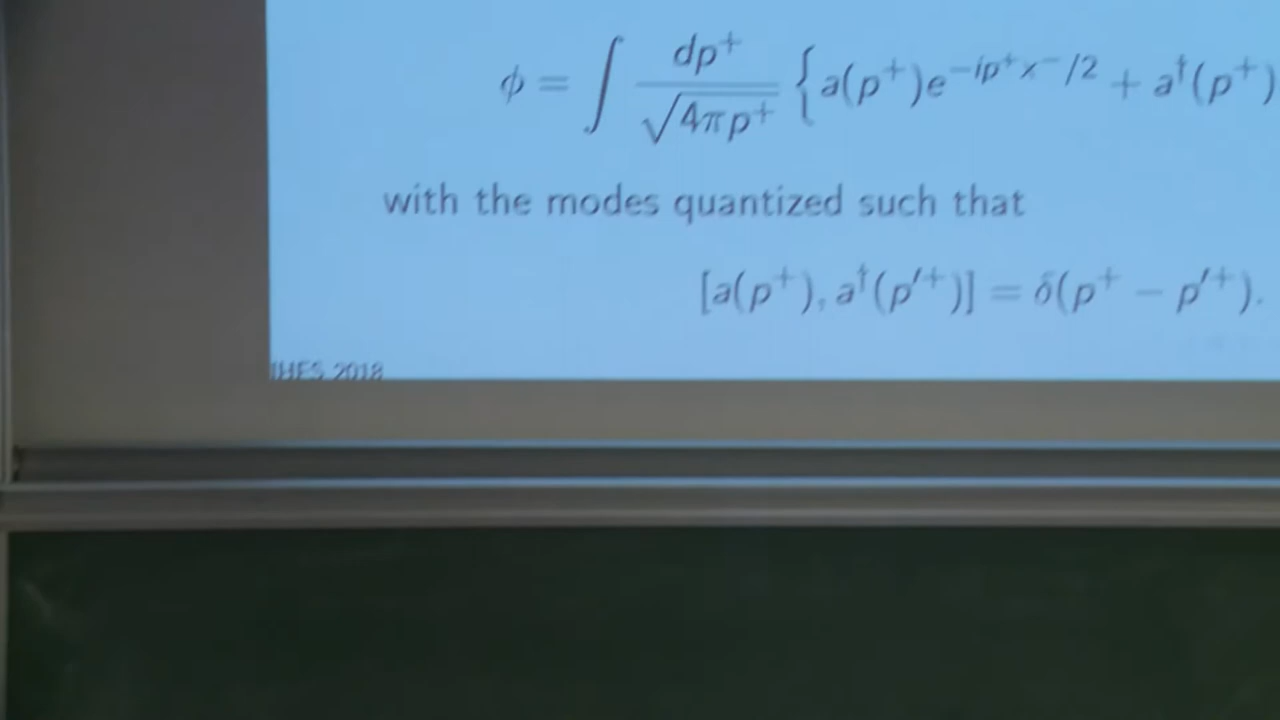 ϕ = ∫ dp⁺ / √4πp⁺ { a(p⁺)e^{−ip⁺x⁻/2} + a†(p⁺)
with the modes quantized such that
[a(p⁺), a†(p′⁺)] = δ(p⁺ − p′⁺).
IHES 2018